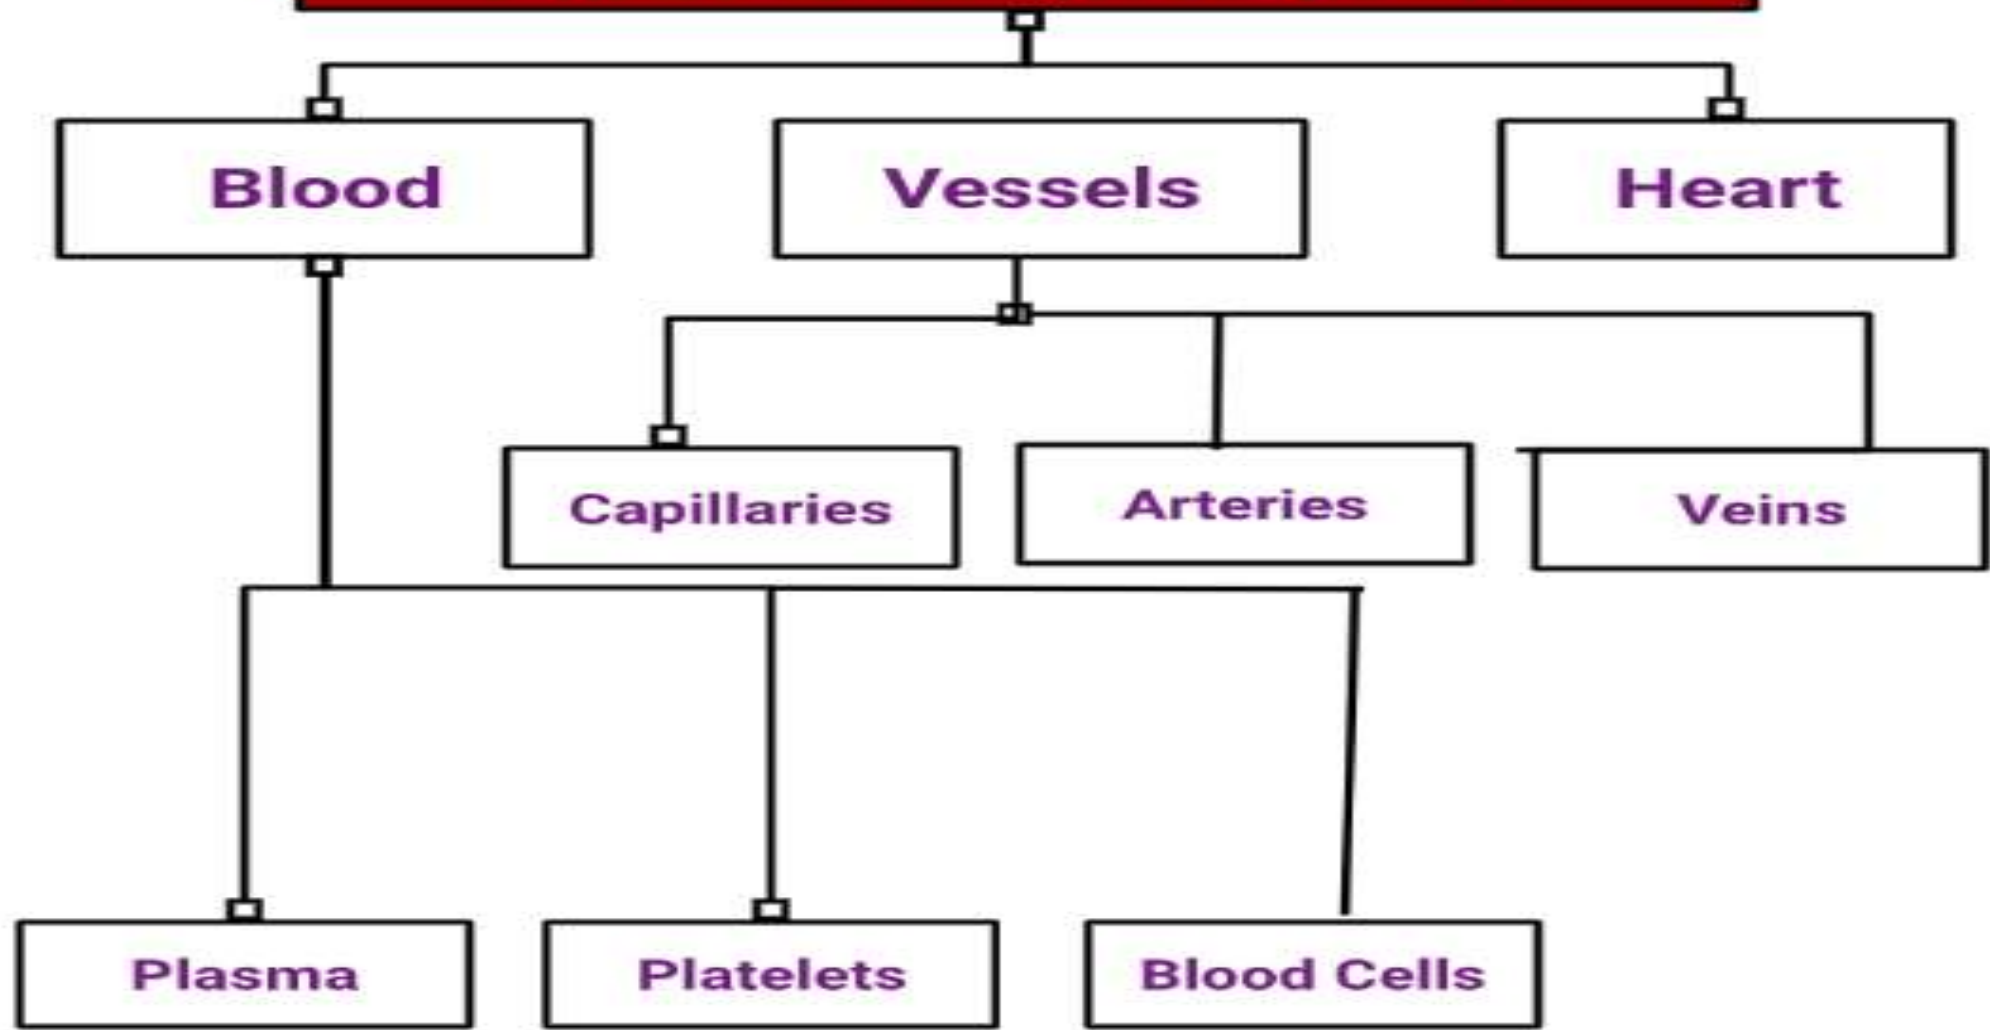 Blood
Vessels
Heart
Capillaries
Arteries
Veins
Plasma
Platelets
Blood Cells